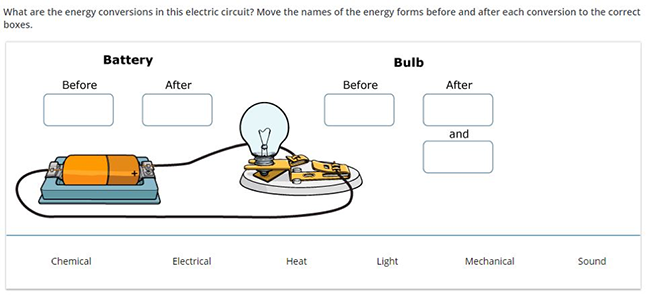 What are the energy conversions in this electric circuit? Move the names of the energy forms before and after each conversion to the correct
boxes.
Battery
Bulb
Before
After
Before
After
and
+
Chemical
Electrical
Heat
Light
Mechanical
Sound